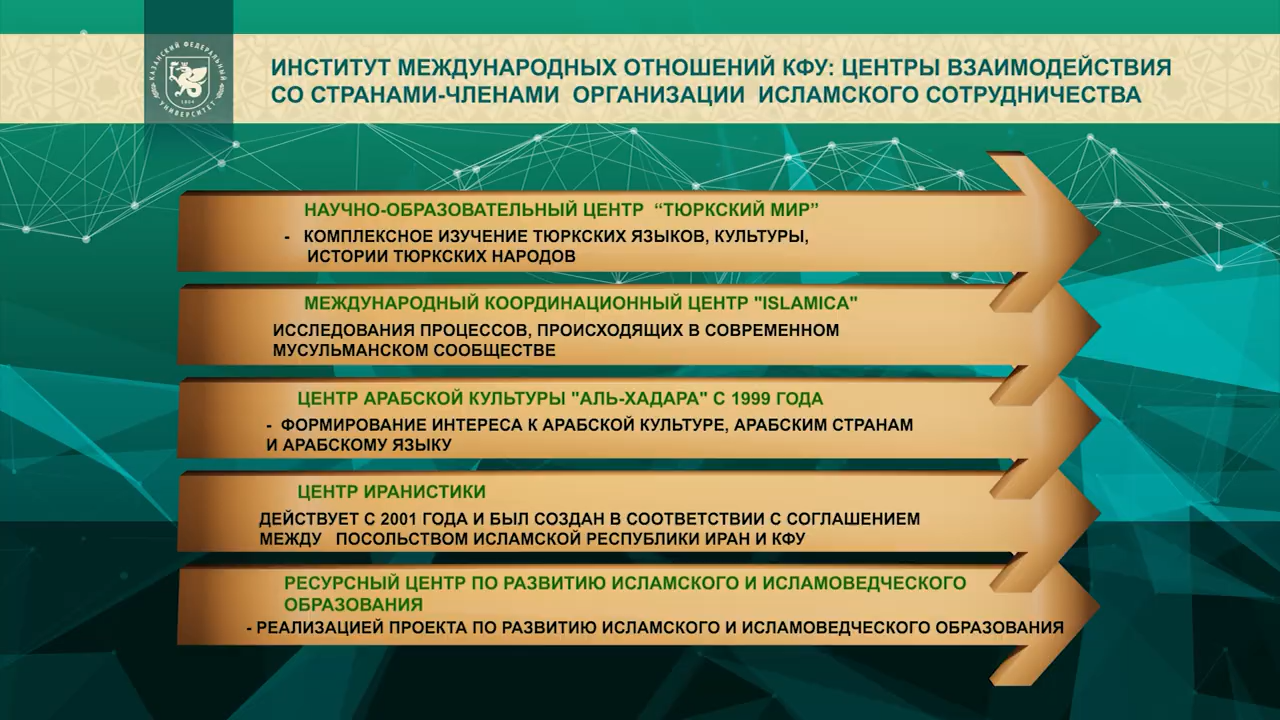 КАЗАНСКИЙ ФЕДЕРАЛЬНЫЙ УНИВЕРСИТЕТ
1804
ИНСТИТУТ МЕЖДУНАРОДНЫХ ОТНОШЕНИЙ КФУ: ЦЕНТРЫ ВЗАИМОДЕЙСТВИЯ
СО СТРАНАМИ-ЧЛЕНАМИ ОРГАНИЗАЦИИ ИСЛАМСКОГО СОТРУДНИЧЕСТВА
НАУЧНО-ОБРАЗОВАТЕЛЬНЫЙ ЦЕНТР “ТЮРКСКИЙ МИР”
- КОМПЛЕКСНОЕ ИЗУЧЕНИЕ ТЮРКСКИХ ЯЗЫКОВ, КУЛЬТУРЫ,
ИСТОРИИ ТЮРКСКИХ НАРОДОВ
МЕЖДУНАРОДНЫЙ КООРДИНАЦИОННЫЙ ЦЕНТР "ISLAMICA"
ИССЛЕДОВАНИЯ ПРОЦЕССОВ, ПРОИСХОДЯЩИХ В СОВРЕМЕННОМ
МУСУЛЬМАНСКОМ СООБЩЕСТВЕ
ЦЕНТР АРАБСКОЙ КУЛЬТУРЫ "АЛЬ-ХАДАРА" С 1999 ГОДА
- ФОРМИРОВАНИЕ ИНТЕРЕСА К АРАБСКОЙ КУЛЬТУРЕ, АРАБСКИМ СТРАНАМ
И АРАБСКОМУ ЯЗЫКУ
ЦЕНТР ИРАНИСТИКИ
ДЕЙСТВУЕТ С 2001 ГОДА И БЫЛ СОЗДАН В СООТВЕТСТВИИ С СОГЛАШЕНИЕМ
МЕЖДУ ПОСОЛЬСТВОМ ИСЛАМСКОЙ РЕСПУБЛИКИ ИРАН И КФУ
РЕСУРСНЫЙ ЦЕНТР ПО РАЗВИТИЮ ИСЛАМСКОГО И ИСЛАМОВЕДЧЕСКОГО
ОБРАЗОВАНИЯ
- РЕАЛИЗАЦИЕЙ ПРОЕКТА ПО РАЗВИТИЮ ИСЛАМСКОГО И ИСЛАМОВЕДЧЕСКОГО ОБРАЗОВАНИЯ